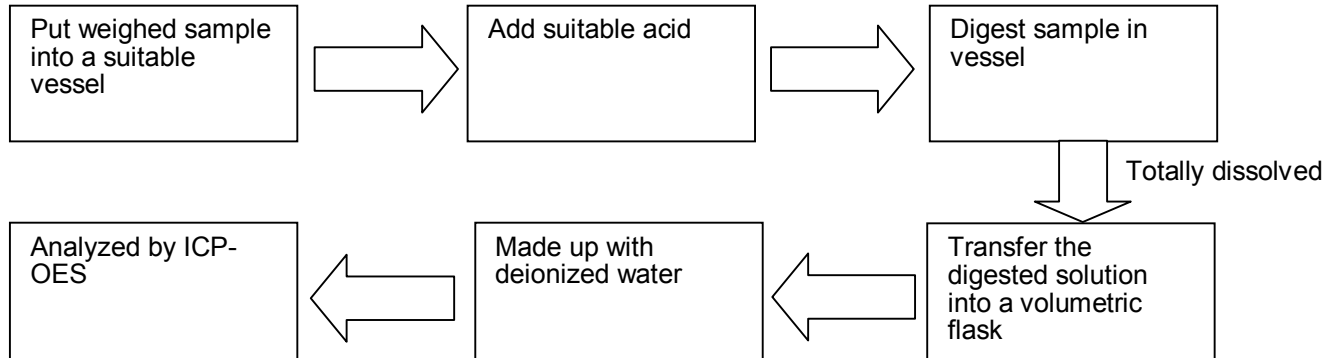 Put weighed sample
into a suitable
vessel
Add suitable acid
Digest sample in
vessel
Totally dissolved
Transfer the
digested solution
into a volumetric
flask
Made up with
deionized water
Analyzed by ICP-
OES